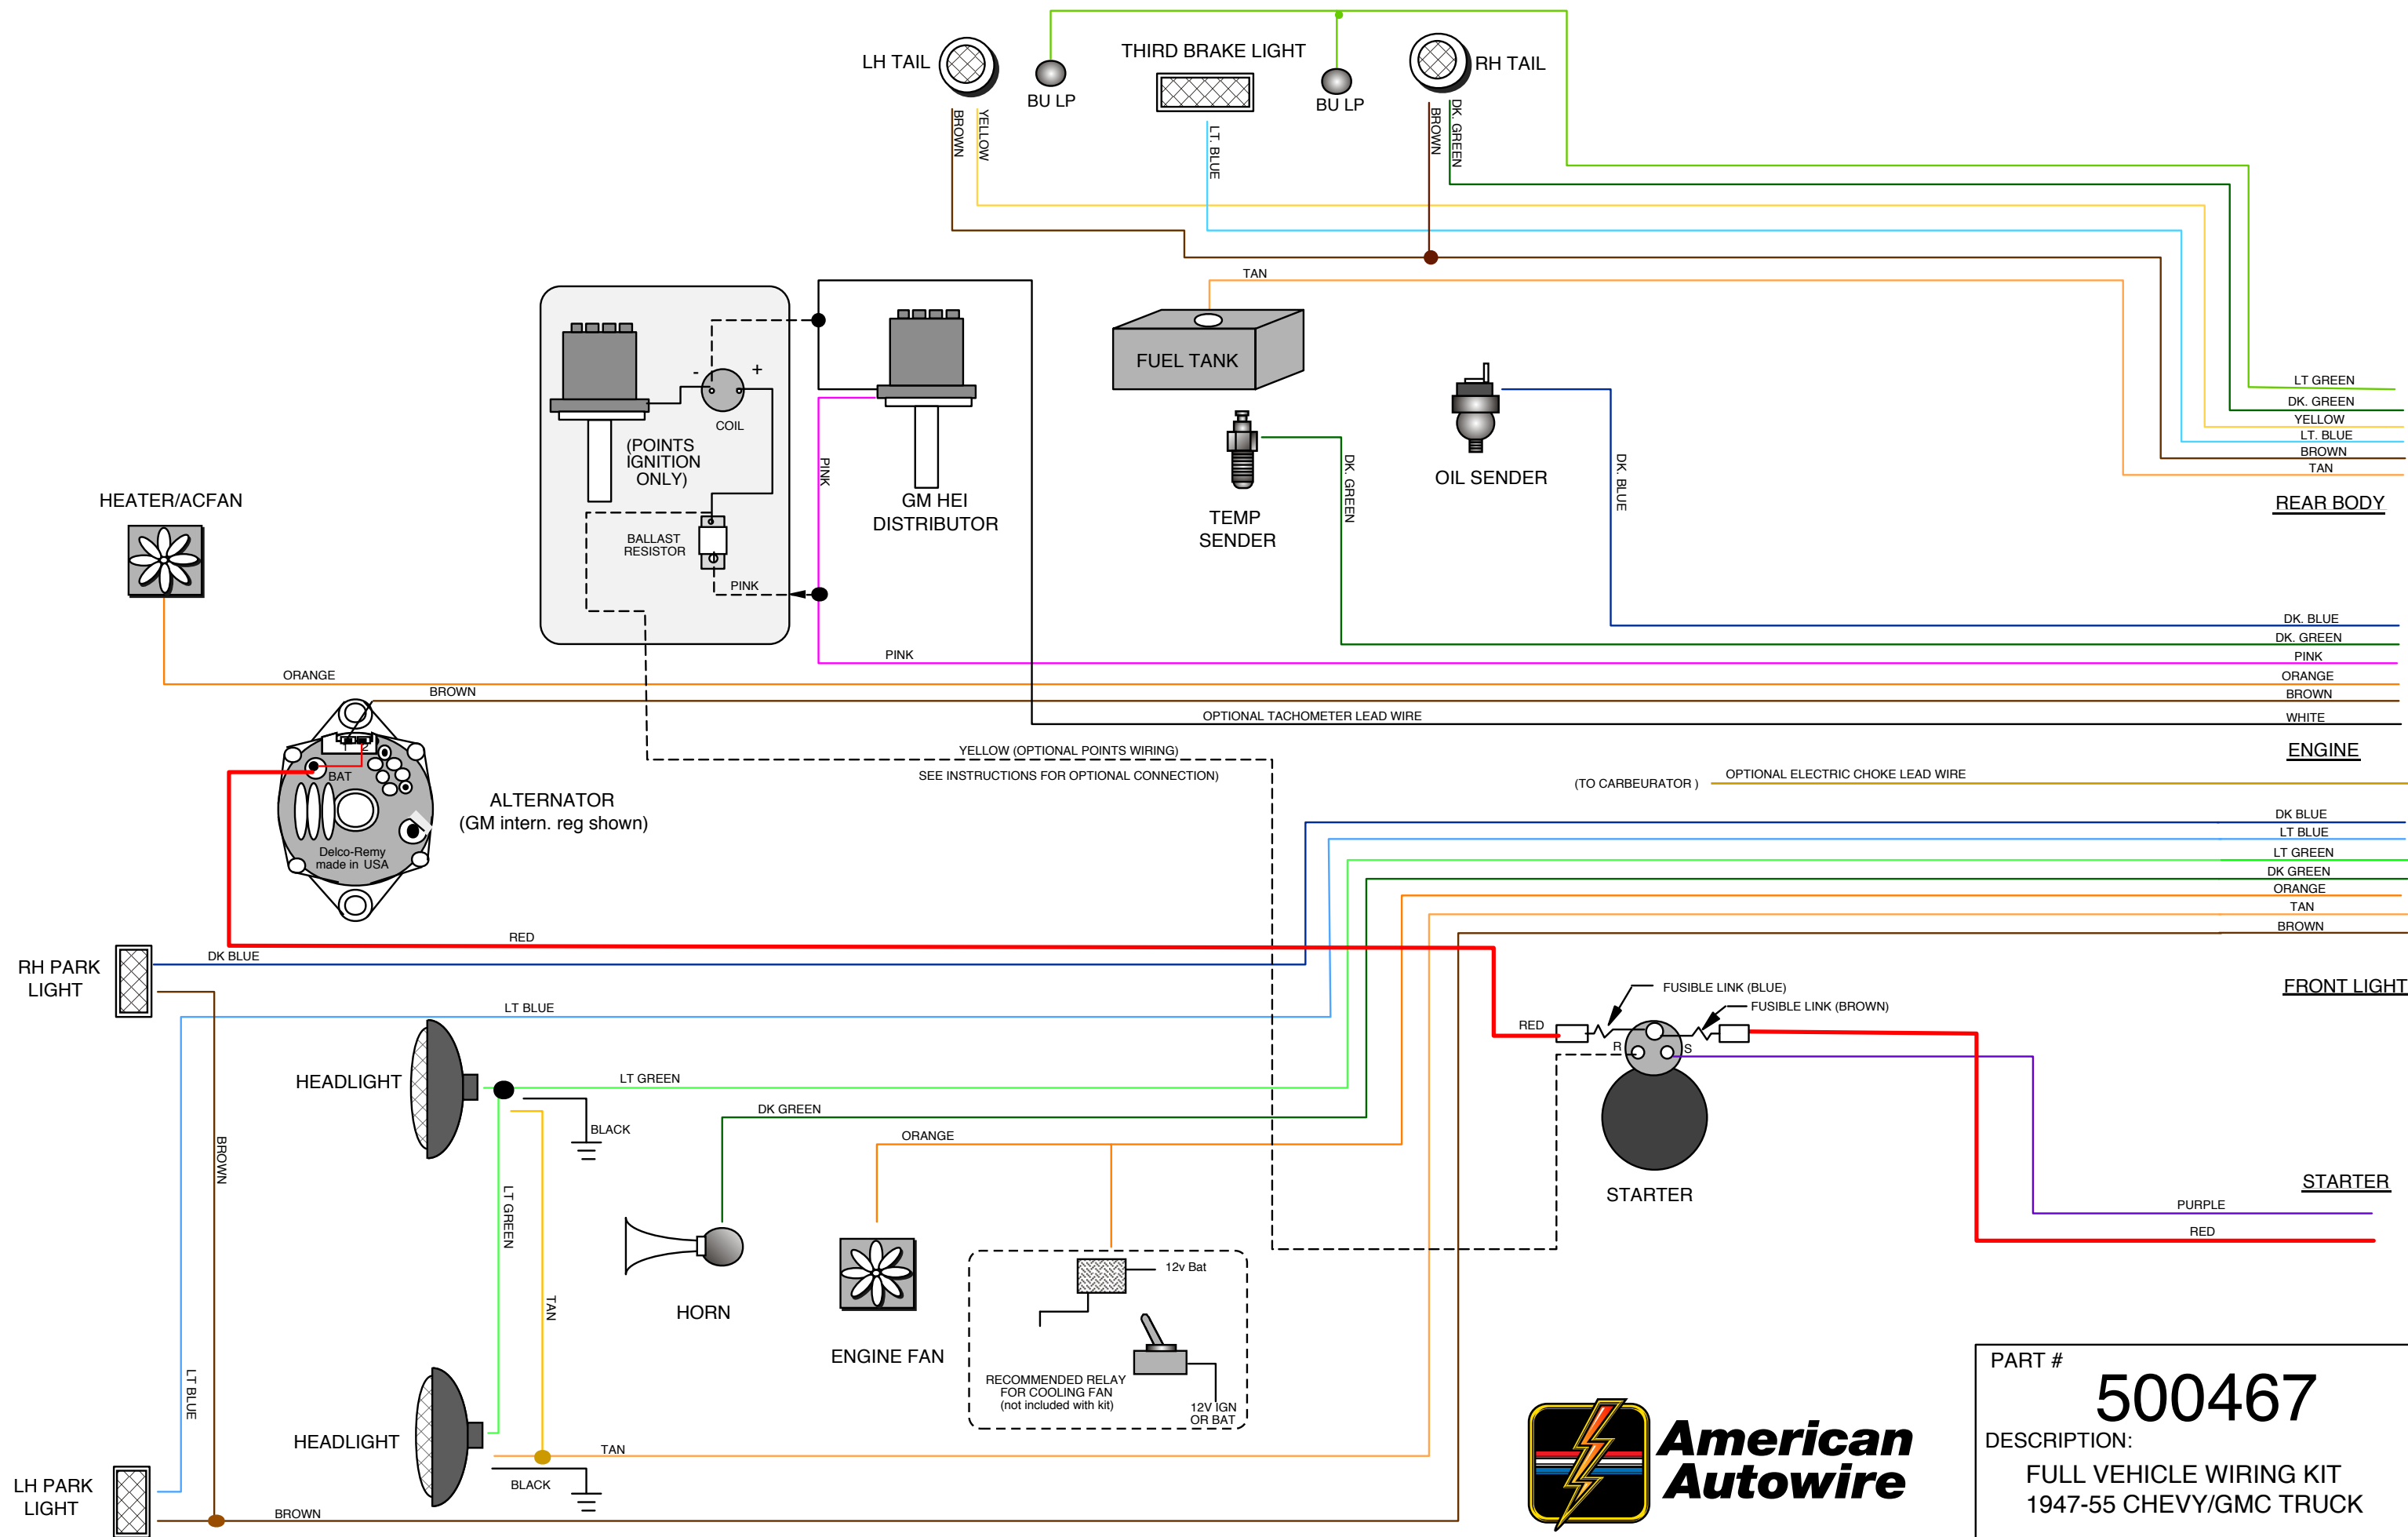 LH TAIL
BU LP
THIRD BRAKE LIGHT
BU LP
RH TAIL
BROWN
YELLOW
LT. BLUE
BROWN
DK. GREEN
TAN
FUEL TANK
-
+
COIL
(POINTS
IGNITION
ONLY)
BALLAST
RESISTOR
PINK
PINK
GM HEI
DISTRIBUTOR
TEMP
SENDER
DK. GREEN
OIL SENDER
DK. BLUE
LT GREEN
DK. GREEN
YELLOW
LT. BLUE
BROWN
TAN
REAR BODY
HEATER/ACFAN
ORANGE
BROWN
PINK
DK. BLUE
DK. GREEN
PINK
ORANGE
BROWN
OPTIONAL TACHOMETER LEAD WIRE
WHITE
ENGINE
YELLOW (OPTIONAL POINTS WIRING)
SEE INSTRUCTIONS FOR OPTIONAL CONNECTION)
(TO CARBEURATOR )
OPTIONAL ELECTRIC CHOKE LEAD WIRE
1 2
BAT
Delco-Remy
made in USA
ALTERNATOR
(GM intern. reg shown)
DK BLUE
LT BLUE
LT GREEN
DK GREEN
ORANGE
TAN
BROWN
FRONT LIGHT
RED
DK BLUE
RH PARK
LIGHT
LT BLUE
HEADLIGHT
LT GREEN
BLACK
DK GREEN
ORANGE
BROWN
LT GREEN
TAN
LT BLUE
FUSIBLE LINK (BLUE)
FUSIBLE LINK (BROWN)
RED
R
S
STARTER
STARTER
PURPLE
RED
HORN
ENGINE FAN
12v Bat
RECOMMENDED RELAY
FOR COOLING FAN
(not included with kit)
12V IGN
OR BAT
HEADLIGHT
TAN
BLACK
LH PARK
LIGHT
BROWN
American
Autowire
PART #
500467
DESCRIPTION:
FULL VEHICLE WIRING KIT
1947-55 CHEVY/GMC TRUCK